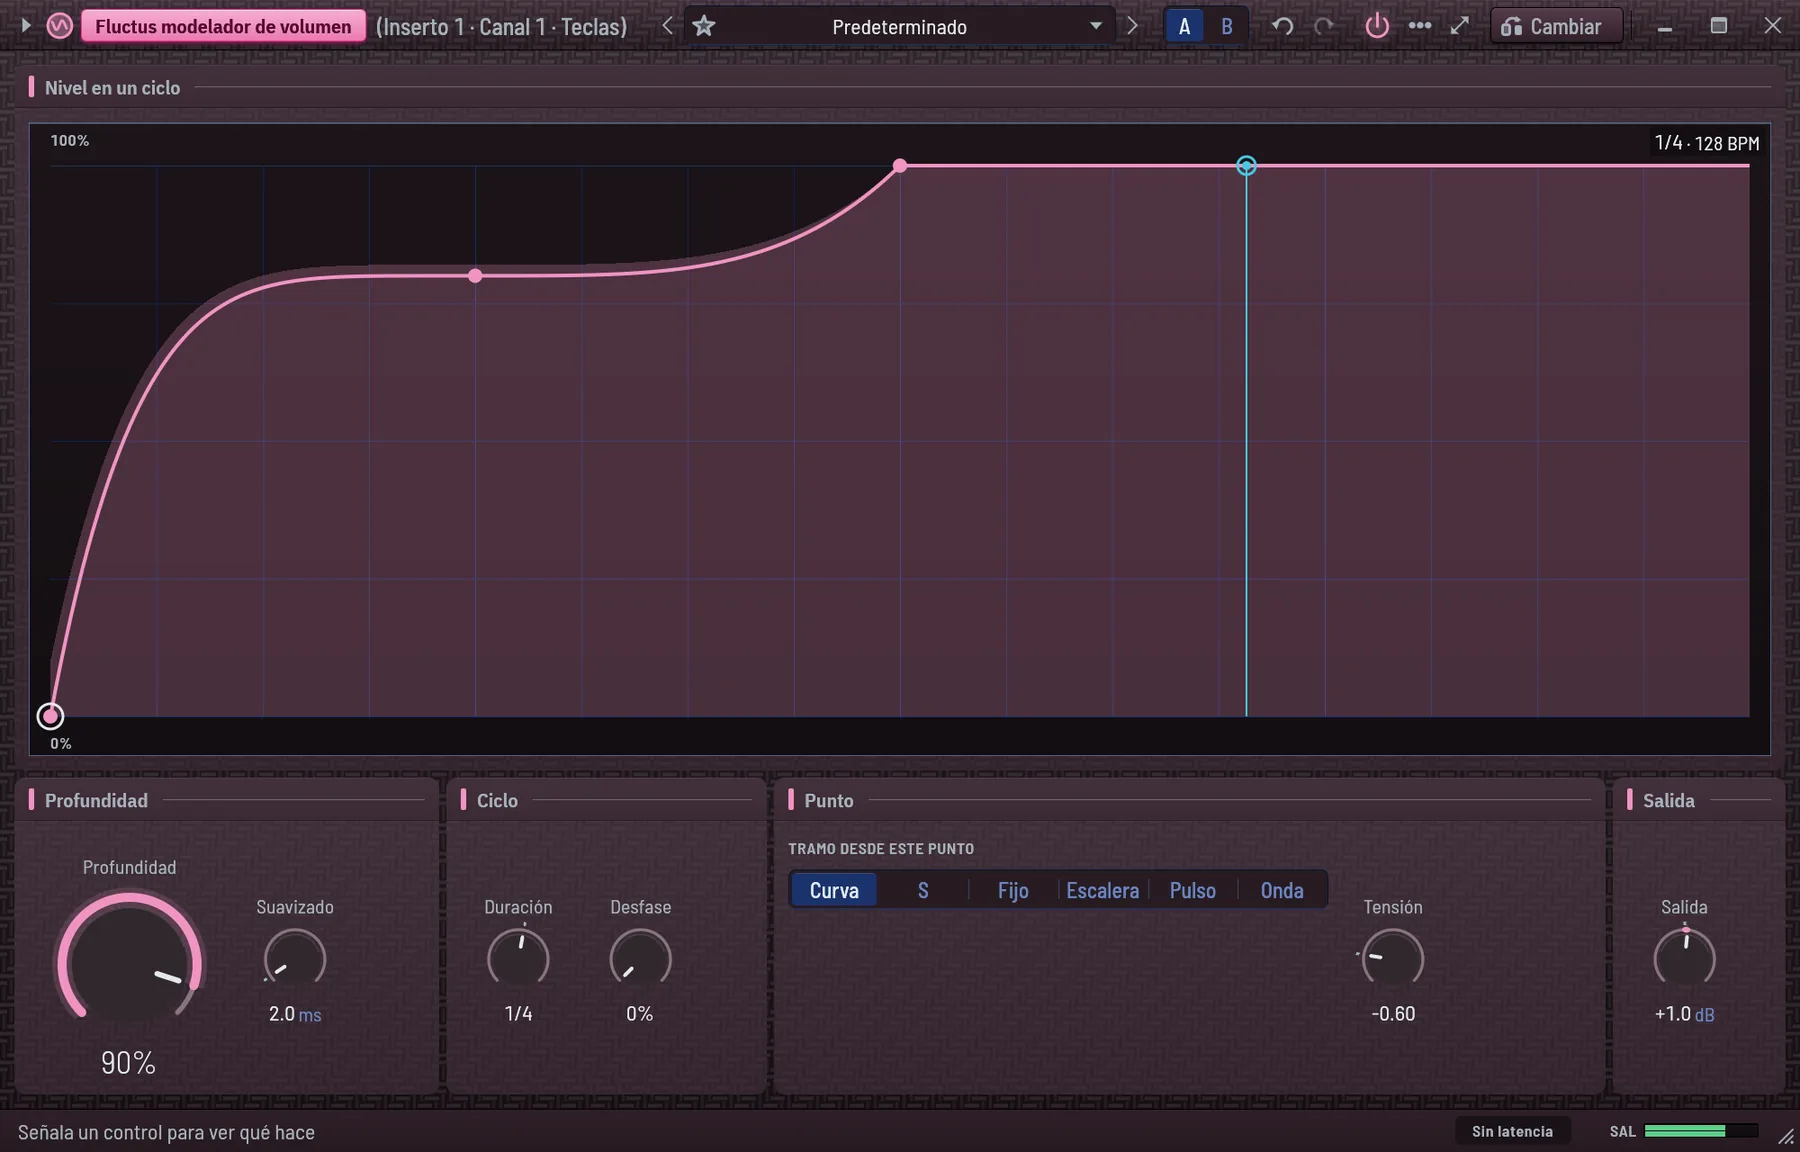 Fluctus modelador de volumen (Inserto 1 · Canal 1 · Teclas) Predeterminado A B Cambiar
Nivel en un ciclo
100%
1/4 · 128 BPM
0%
Profundidad Ciclo Punto Salida
TRAMO DESDE ESTE PUNTO
Profundidad
Curva S Fijo Escalera Pulso Onda
Suavizado Duración Desfase Tensión Salida
2.0 ms 1/4 0% -0.60 +1.0 dB
90%
Señala un control para ver qué hace Sin latencia SAL